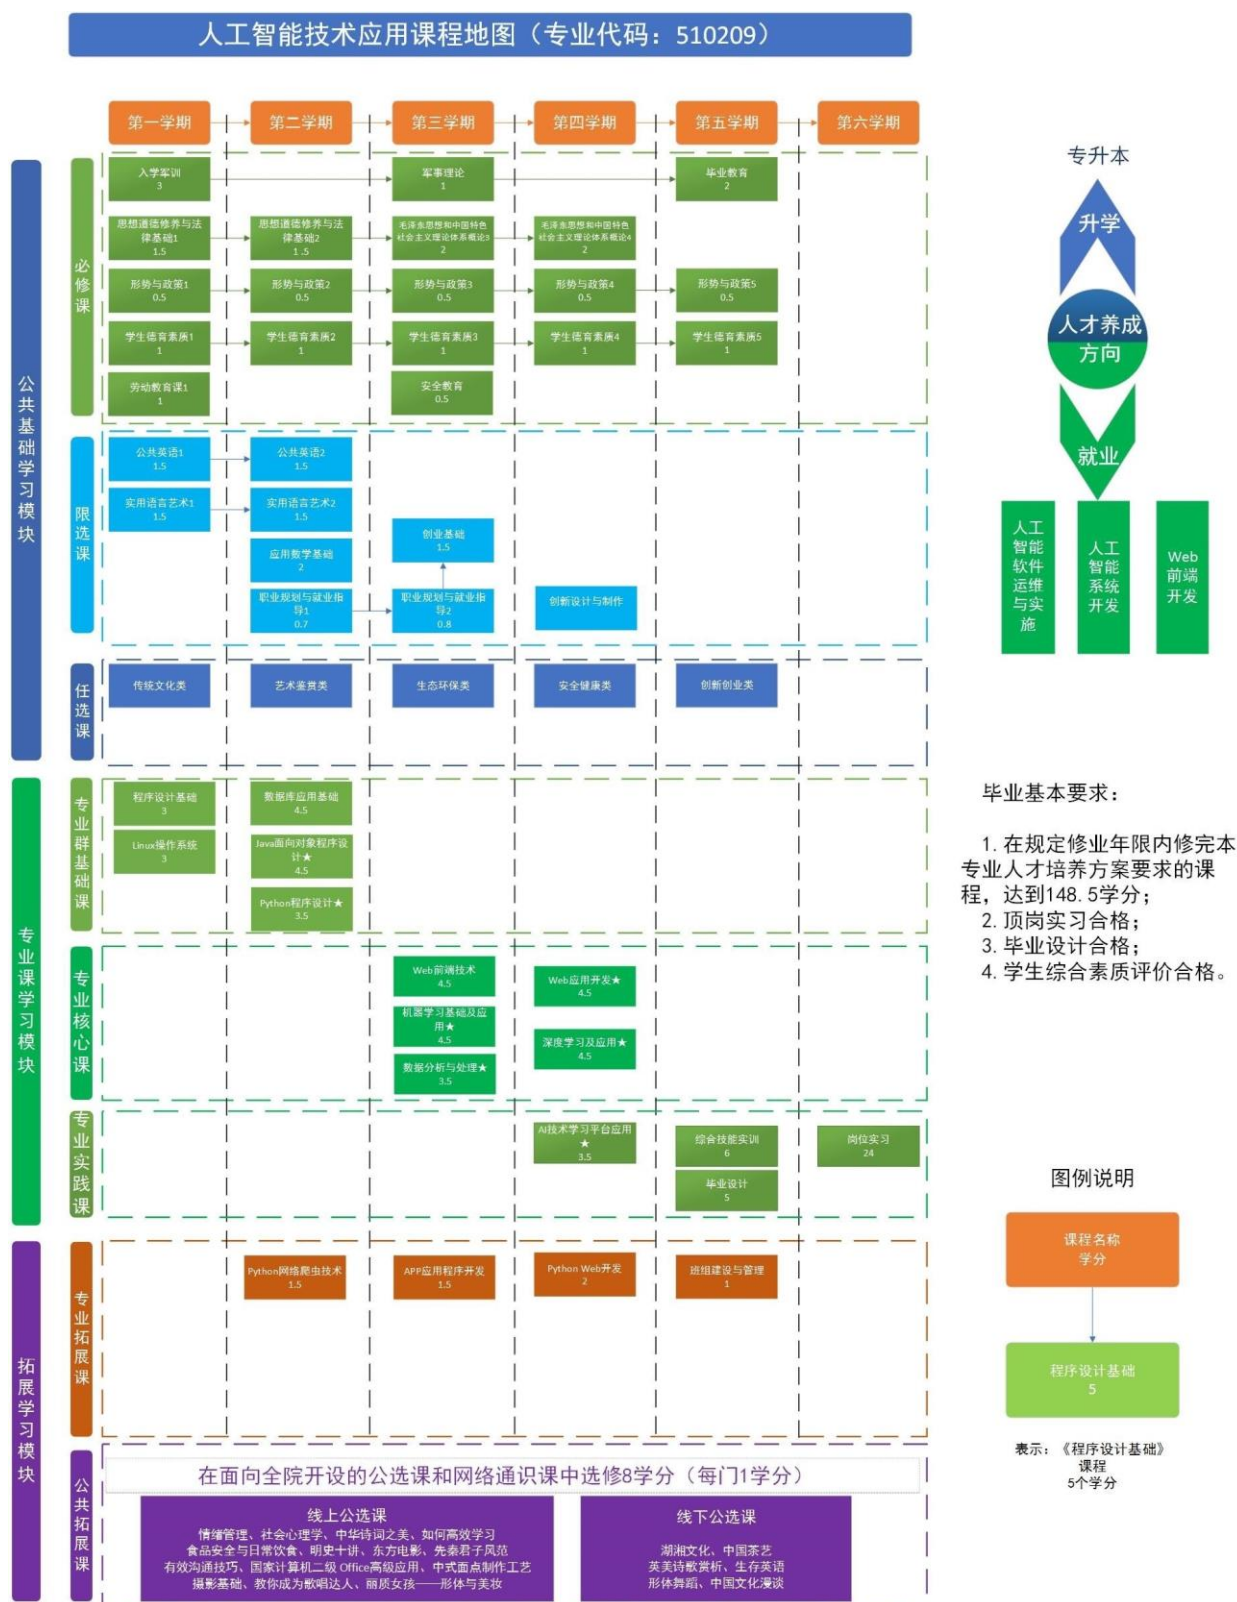 人工智能技术应用课程地图（专业代码：510209）
第一学期
第二学期
第三学期
第四学期
第五学期
第六学期
公共基础学习模块
必修课
入学军训
3
军事理论
1
毕业教育
2
思想道德修养与法
律基础1
1.5
思想道德修养与法
律基础2
1.5
毛泽东思想和中国特色
社会主义理论体系概论3
2
毛泽东思想和中国特色
社会主义理论体系概论4
2
形势与政策1
0.5
形势与政策2
0.5
形势与政策3
0.5
形势与政策4
0.5
形势与政策5
0.5
学生德育素质1
1
学生德育素质2
1
学生德育素质3
1
学生德育素质4
1
学生德育素质5
1
劳动教育课1
1
安全教育
0.5
限选课
公共英语1
1.5
公共英语2
1.5
实用语言艺术1
1.5
实用语言艺术2
1.5
创业基础
1.5
应用数学基础
2
职业规划与就业指
导1
0.7
职业规划与就业指
导2
0.8
创新设计与制作
任选课
传统文化类
艺术鉴赏类
生态环保类
安全健康类
创新创业类
专业课学习模块
专业群基础课
程序设计基础
3
数据库应用基础
4.5
Linux操作系统
3
Java面向对象程序设
计★
4.5
Python程序设计★
3.5
专业核心课
Web前端技术
4.5
Web应用开发★
4.5
机器学习基础及应
用★
4.5
深度学习及应用★
4.5
数据分析与处理★
3.5
专业实践课
AI技术学习平台应用
★
3.5
综合技能实训
6
岗位实习
24
毕业设计
5
拓展学习模块
专业拓展课
Python网络爬虫技术
1.5
APP应用程序开发
1.5
Python Web开发
2
班组建设与管理
1
公共拓展课
在面向全院开设的公选课和网络通识课中选修8学分（每门1学分）
线上公选课
情绪管理、社会心理学、中华诗词之美、如何高效学习
食品安全与日常饮食、明史十讲、东方电影、先秦君子风范
有效沟通技巧、国家计算机二级 Office高级应用、中式面点制作工艺
摄影基础、教你成为歌唱达人、丽质女孩——形体与美妆
线下公选课
湖湘文化、中国茶艺
英美诗歌赏析、生存英语
形体舞蹈、中国文化漫谈
专升本
升学
人才养成
方向
就业
人工
智能
软件
运维
与实
施
人工
智能
系统
开发
Web
前端
开发
毕业基本要求：
1. 在规定修业年限内修完本
专业人才培养方案要求的课
程，达到148.5学分；
2. 顶岗实习合格；
3. 毕业设计合格；
4. 学生综合素质评价合格。
图例说明
课程名称
学分
程序设计基础
5
表示：《程序设计基础》
课程
5个学分